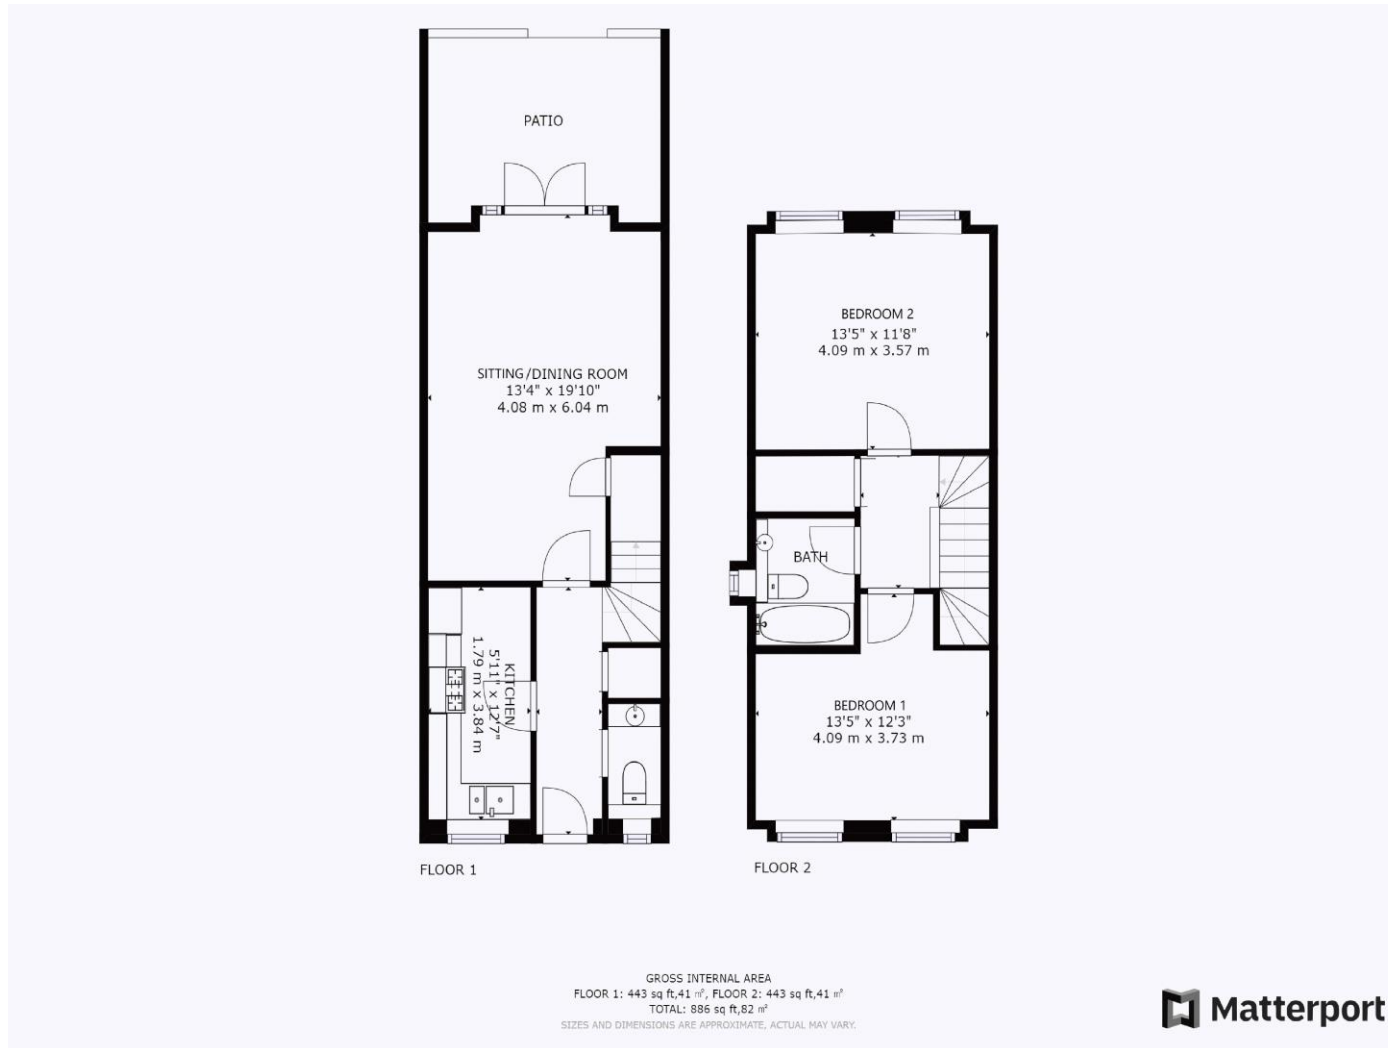 PATIO
SITTING/DINING ROOM
13'4" x 19'10"
4.08 m x 6.04 m
KITCHEN
5'11" x 12'7"
1.79 m x 3.84 m
FLOOR 1
BEDROOM 2
13'5" x 11'8"
4.09 m x 3.57 m
BATH
BEDROOM 1
13'5" x 12'3"
4.09 m x 3.73 m
FLOOR 2
GROSS INTERNAL AREA
FLOOR 1: 443 sq ft,41 m², FLOOR 2: 443 sq ft,41 m²
TOTAL: 886 sq ft,82 m²
SIZES AND DIMENSIONS ARE APPROXIMATE, ACTUAL MAY VARY.
Matterport